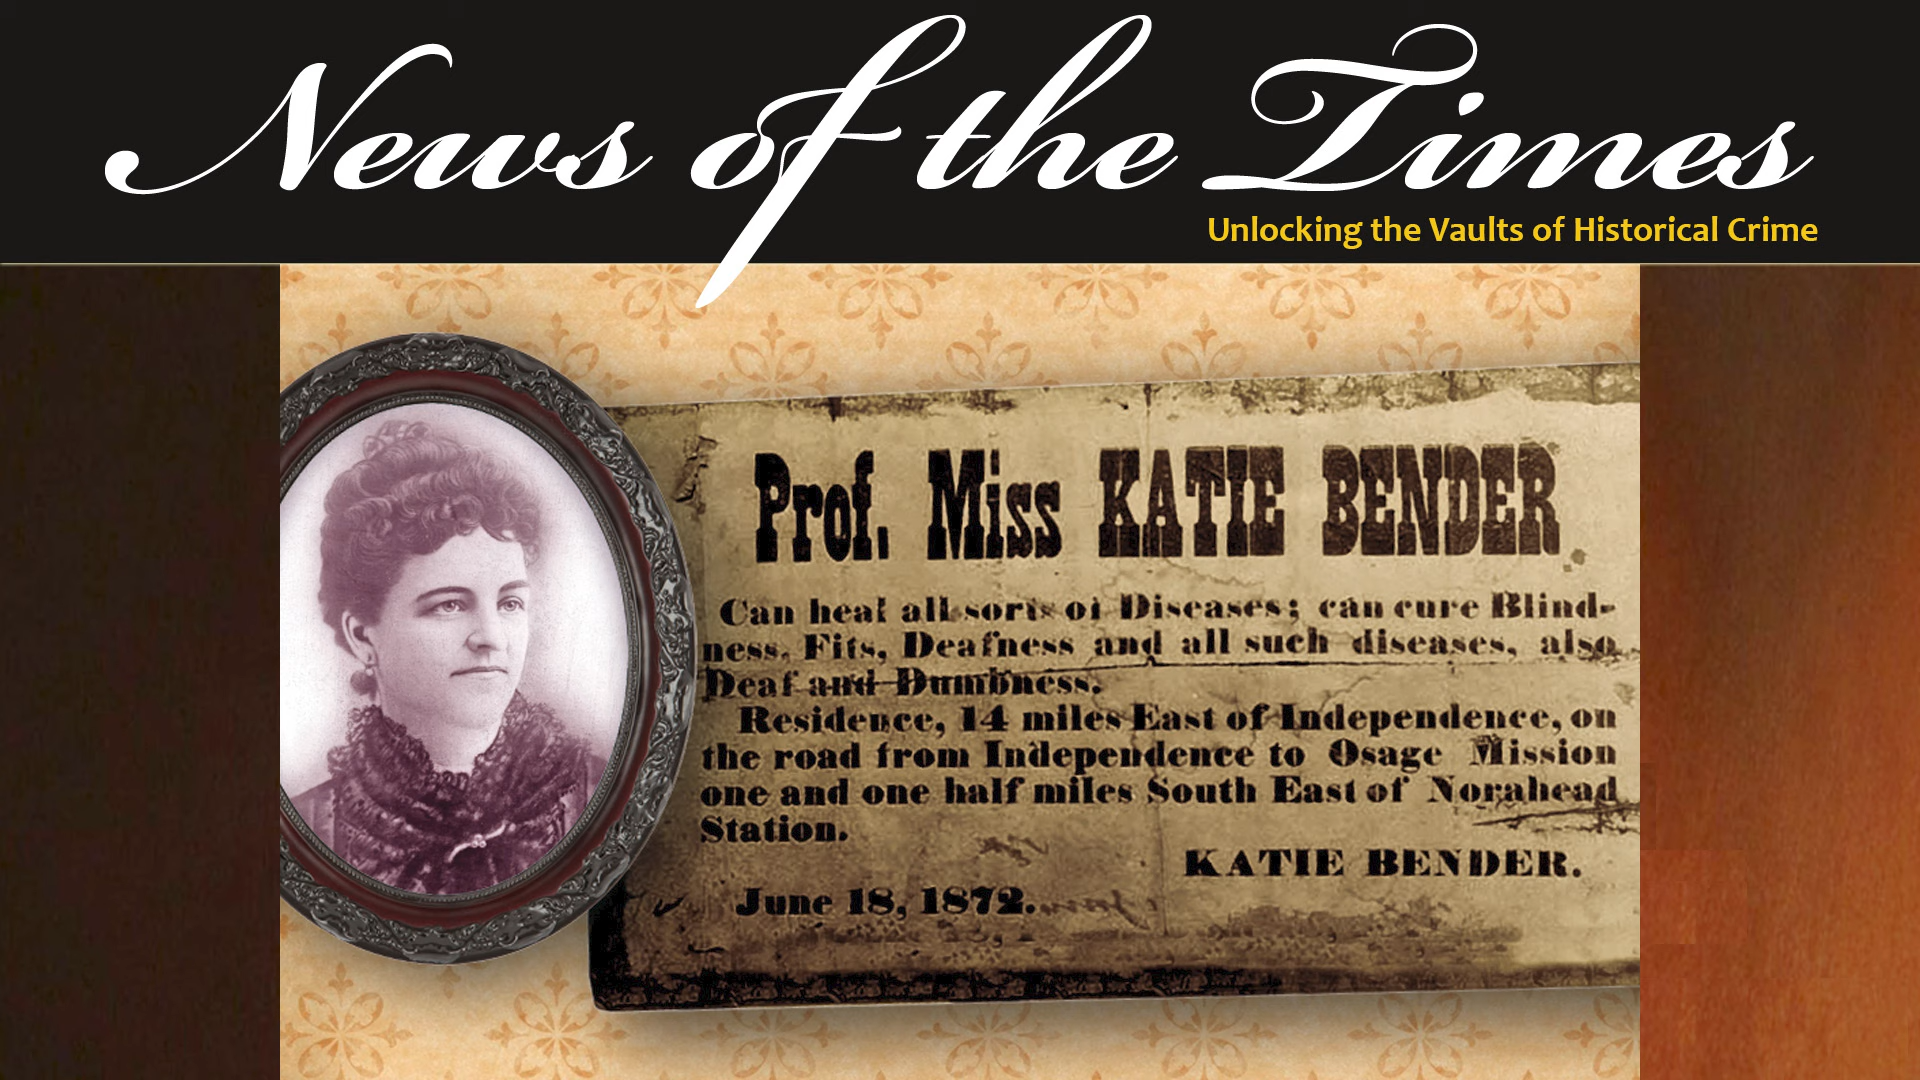 News of the Times
Unlocking the Vaults of Historical Crime
Prof. Miss KATIE BENDER
Can heal all sorts of Diseases; can cure Blind-
ness, Fits, Deafness and all such diseases, also
Deaf and Dumbness.
Residence, 14 miles East of Independence, on
the road from Independence to Osage Mission
one and one half miles South East of Norahead
Station.
KATIE BENDER.
June 18, 1872.